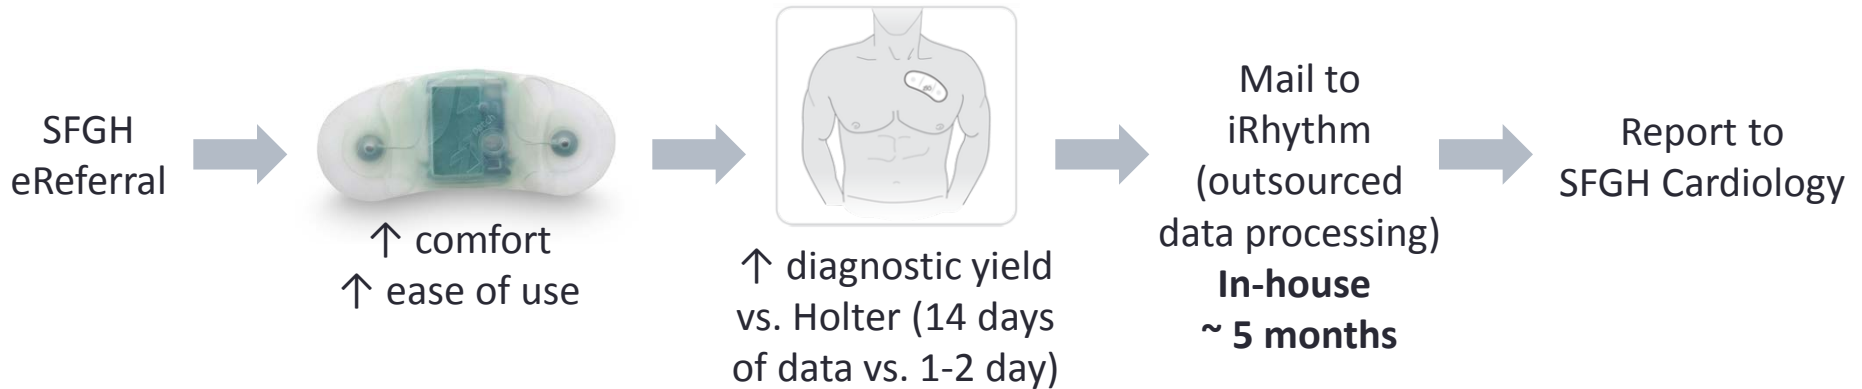 SFGH
eReferral
↑ comfort
↑ ease of use
↑ diagnostic yield
vs. Holter (14 days
of data vs. 1-2 day)
Mail to
iRhythm
(outsourced
data processing)
In-house
~ 5 months
Report to
SFGH Cardiology